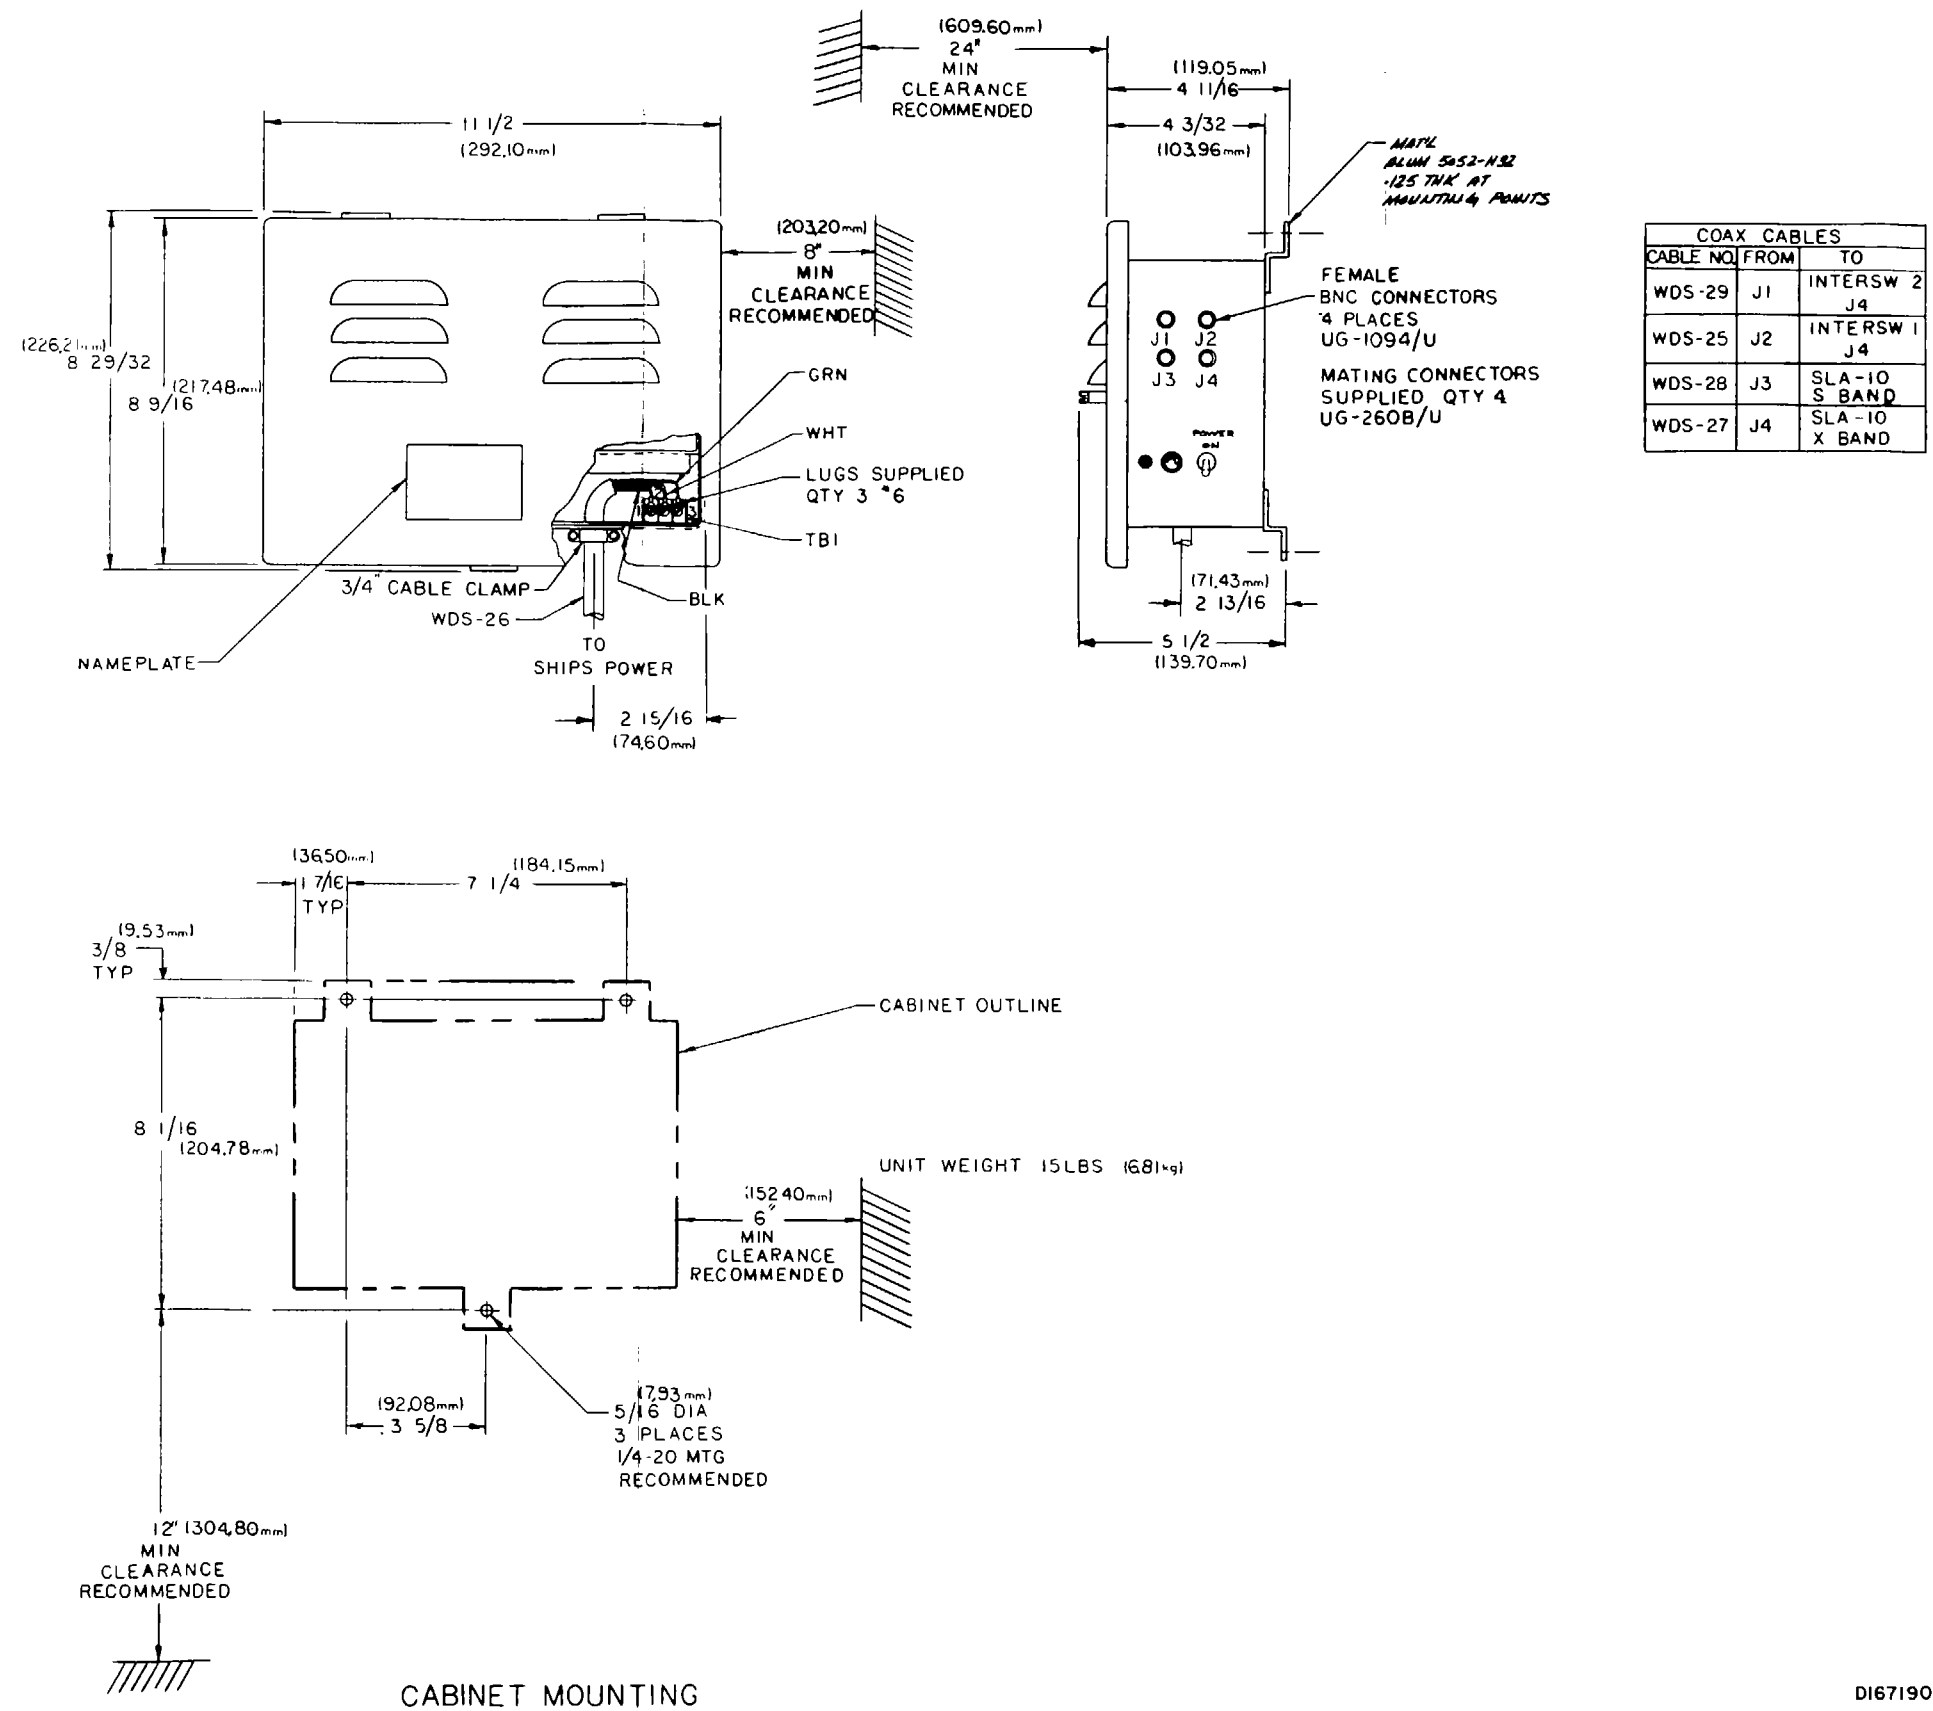 (609.60mm)
24"
MIN
CLEARANCE
RECOMMENDED
(119.05mm)
4 11/16
4 3/32
(103.96mm)
MAT'L
ALUM 5052-H32
.125 THK AT
MOUNTING POINTS
11 1/2
(292.10mm)
(203.20mm)
8"
MIN
CLEARANCE
RECOMMENDED
(226.21mm)
8 29/32
(217.48mm)
8 9/16
GRN
WHT
LUGS SUPPLIED
QTY 3 #6
TB1
1
2
3
3/4" CABLE CLAMP
WDS-26
BLK
TO
SHIPS POWER
NAMEPLATE
2 15/16
(74.60mm)
FEMALE
BNC CONNECTORS
4 PLACES
UG-1094/U
MATING CONNECTORS
SUPPLIED QTY 4
UG-260B/U
J1 J2
J3 J4
POWER
ON
(71.43mm)
2 13/16
5 1/2
(139.70mm)
COAX CABLES
CABLE NO. FROM TO
WDS-29 J1 INTERSW 2
J4
WDS-25 J2 INTERSW 1
J4
WDS-28 J3 SLA-10
S BAND
WDS-27 J4 SLA-10
X BAND
(36.50mm)
1 7/16
TYP
(184.15mm)
7 1/4
(9.53mm)
3/8
TYP
CABINET OUTLINE
8 1/16
(204.78mm)
UNIT WEIGHT 15LBS (6.81kg)
(152.40mm)
6"
MIN
CLEARANCE
RECOMMENDED
(92.08mm)
3 5/8
(7.93mm)
5/16 DIA
3 PLACES
1/4-20 MTG
RECOMMENDED
12" (304.80mm)
MIN
CLEARANCE
RECOMMENDED
CABINET MOUNTING
D167190